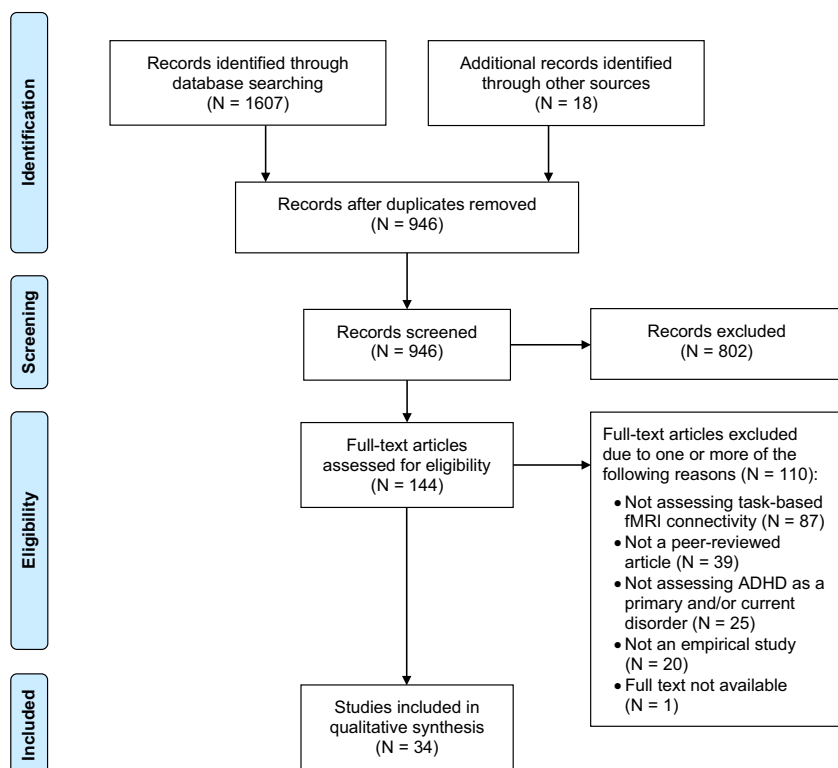 Identification
Records identified through
database searching
(N = 1607)
Additional records identified
through other sources
(N = 18)
Records after duplicates removed
(N = 946)
Screening
Records screened
(N = 946)
Records excluded
(N = 802)
Eligibility
Full-text articles
assessed for eligibility
(N = 144)
Full-text articles excluded
due to one or more of the
following reasons (N = 110):
• Not assessing task-based
fMRI connectivity (N = 87)
• Not a peer-reviewed
article (N = 39)
• Not assessing ADHD as a
primary and/or current
disorder (N = 25)
• Not an empirical study
(N = 20)
• Full text not available
(N = 1)
Included
Studies included in
qualitative synthesis
(N = 34)